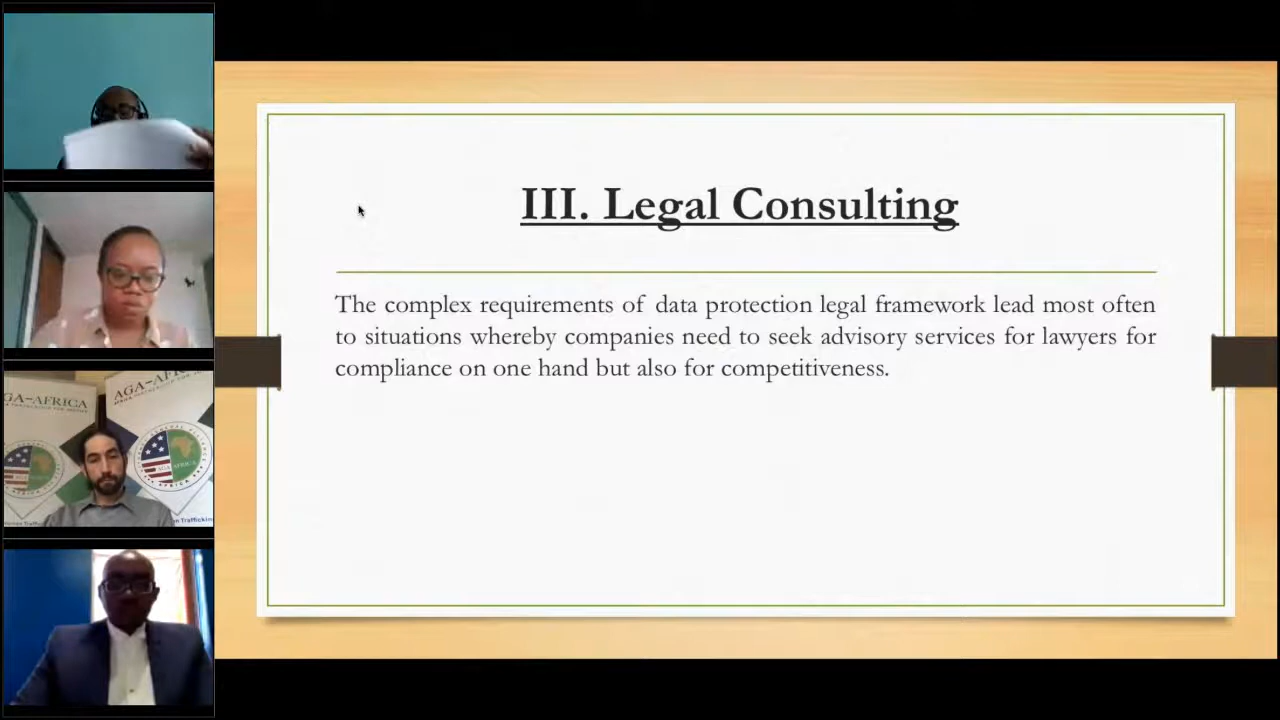 III. Legal Consulting
The complex requirements of data protection legal framework lead most often
to situations whereby companies need to seek advisory services for lawyers for
compliance on one hand but also for competitiveness.
GA-AFRICA
AGA-AFRICA
AGA AFRICA